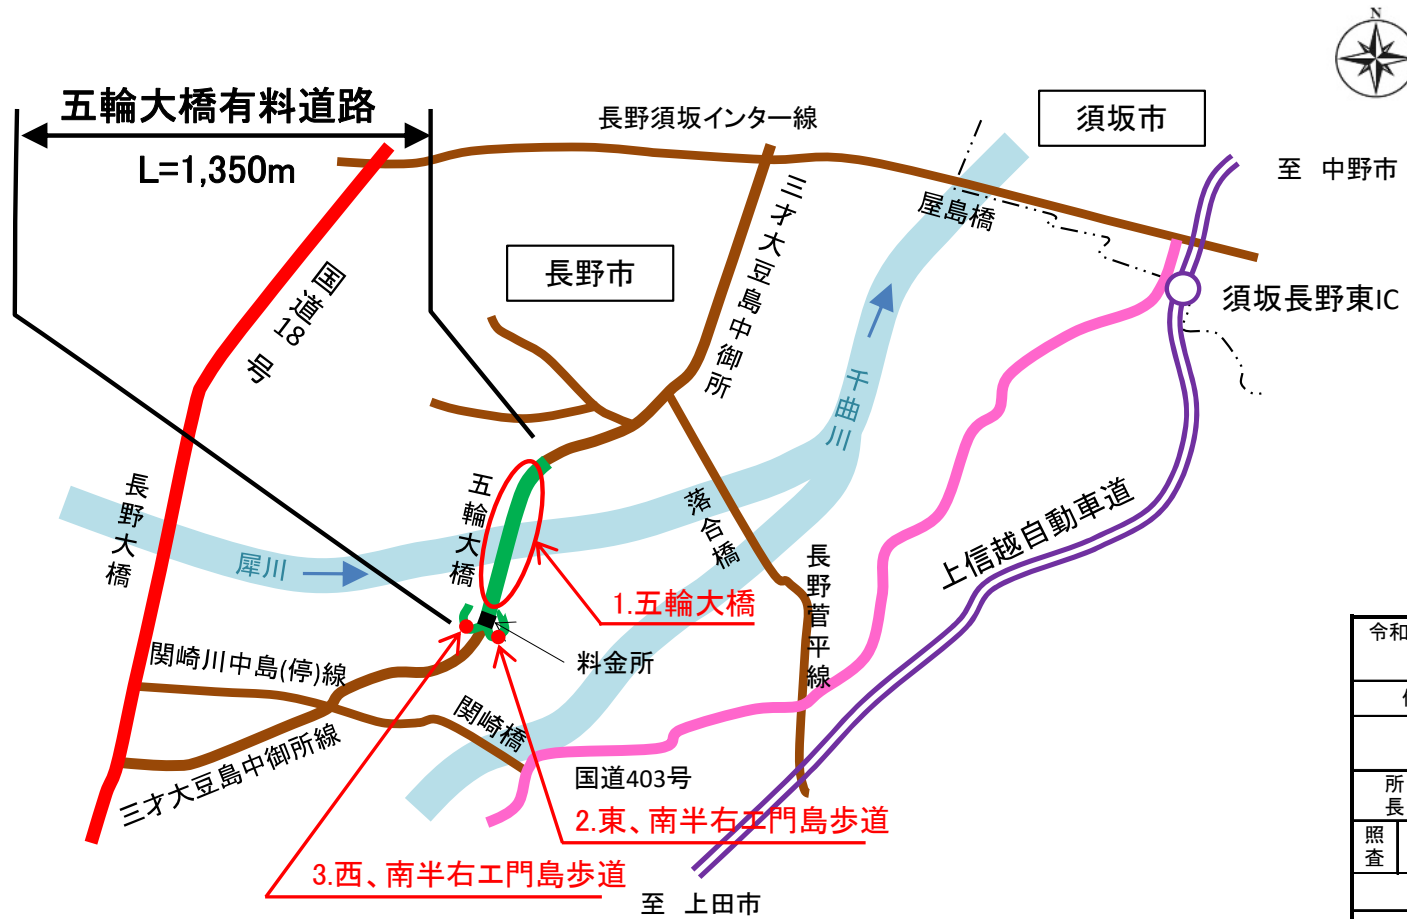 N
五輪大橋有料道路
L=1,350m
長野須坂インター線
須坂市
至 中野市
屋島橋
三才大豆島中御所
長野市
国道18号
須坂長野東IC
千曲川
長野大橋
五輪大橋
落合橋
上信越自動車道
犀川
長野菅平線
1.五輪大橋
関崎川中島(停)線
料金所
関崎橋
三才大豆島中御所線
国道403号
2.東、南半右エ門島歩道
3.西、南半右エ門島歩道
至 上田市
令和
所
長
照
査